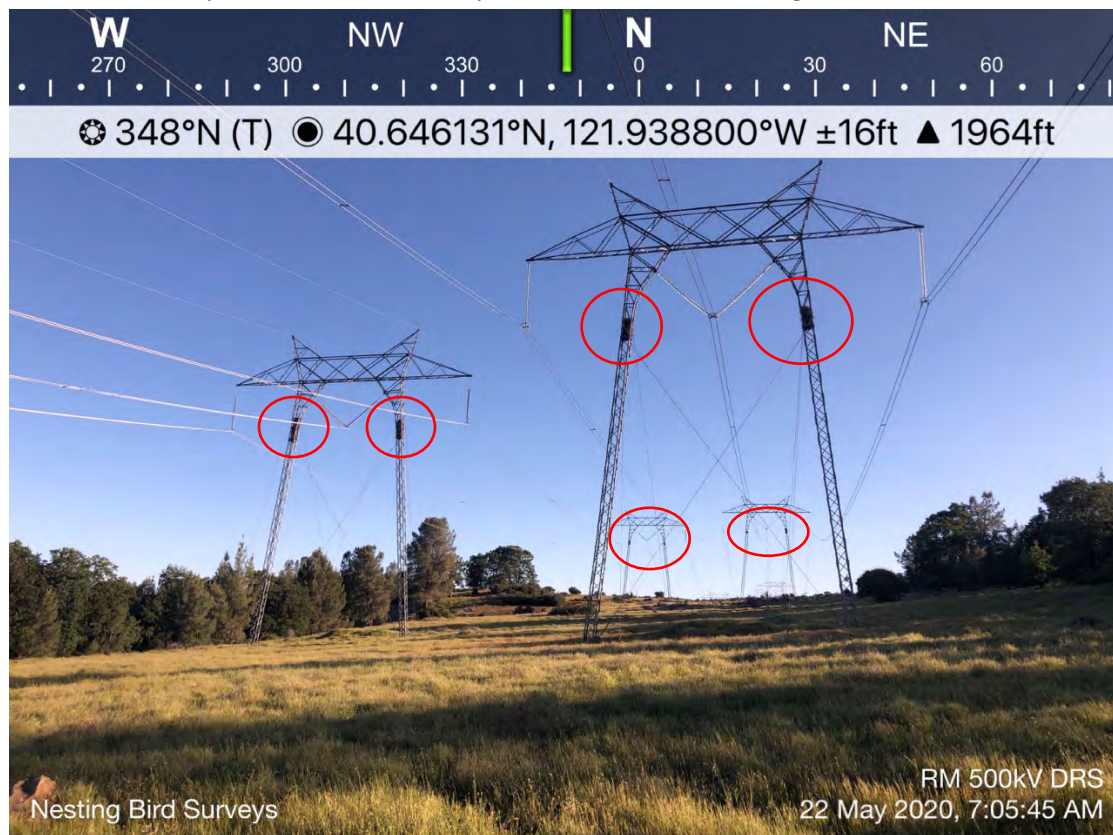 W NW N NE
270 300 330 0 30 60
348°N (T) 40.646131°N, 121.938800°W ±16ft ▲ 1964ft
Nesting Bird Surveys
RM 500kV DRS
22 May 2020, 7:05:45 AM